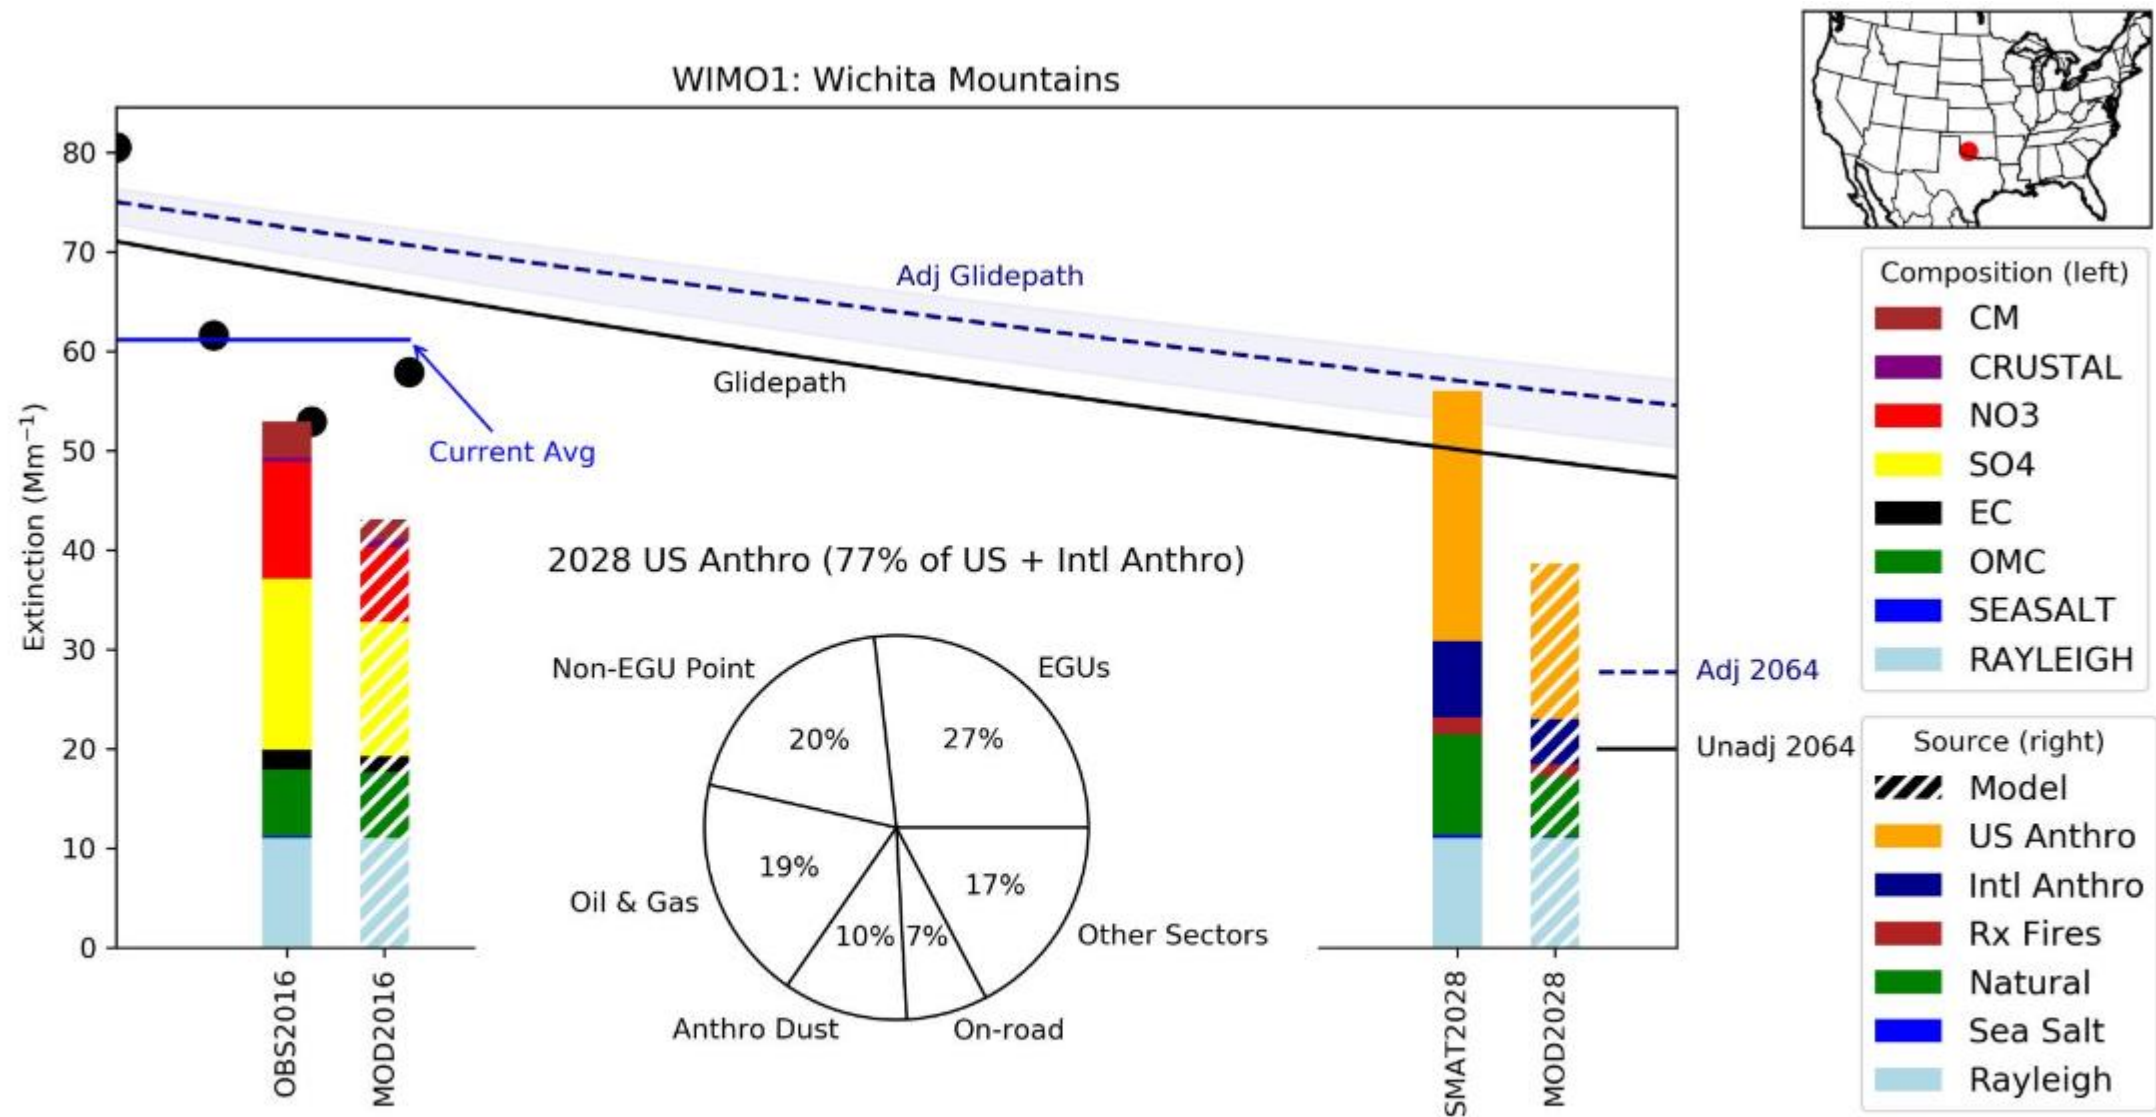 WIMO1: Wichita Mountains
Extinction (Mm⁻¹)
80
70
60
50
40
30
20
10
0
Adj Glidepath
Glidepath
Current Avg
2028 US Anthro (77% of US + Intl Anthro)
Non-EGU Point
EGUs
20%
27%
19%
17%
10%
7%
Oil & Gas
Other Sectors
Anthro Dust
On-road
OBS2016
MOD2016
SMAT2028
MOD2028
Adj 2064
Unadj 2064
Composition (left)
CM
CRUSTAL
NO3
SO4
EC
OMC
SEASALT
RAYLEIGH
Source (right)
Model
US Anthro
Intl Anthro
Rx Fires
Natural
Sea Salt
Rayleigh